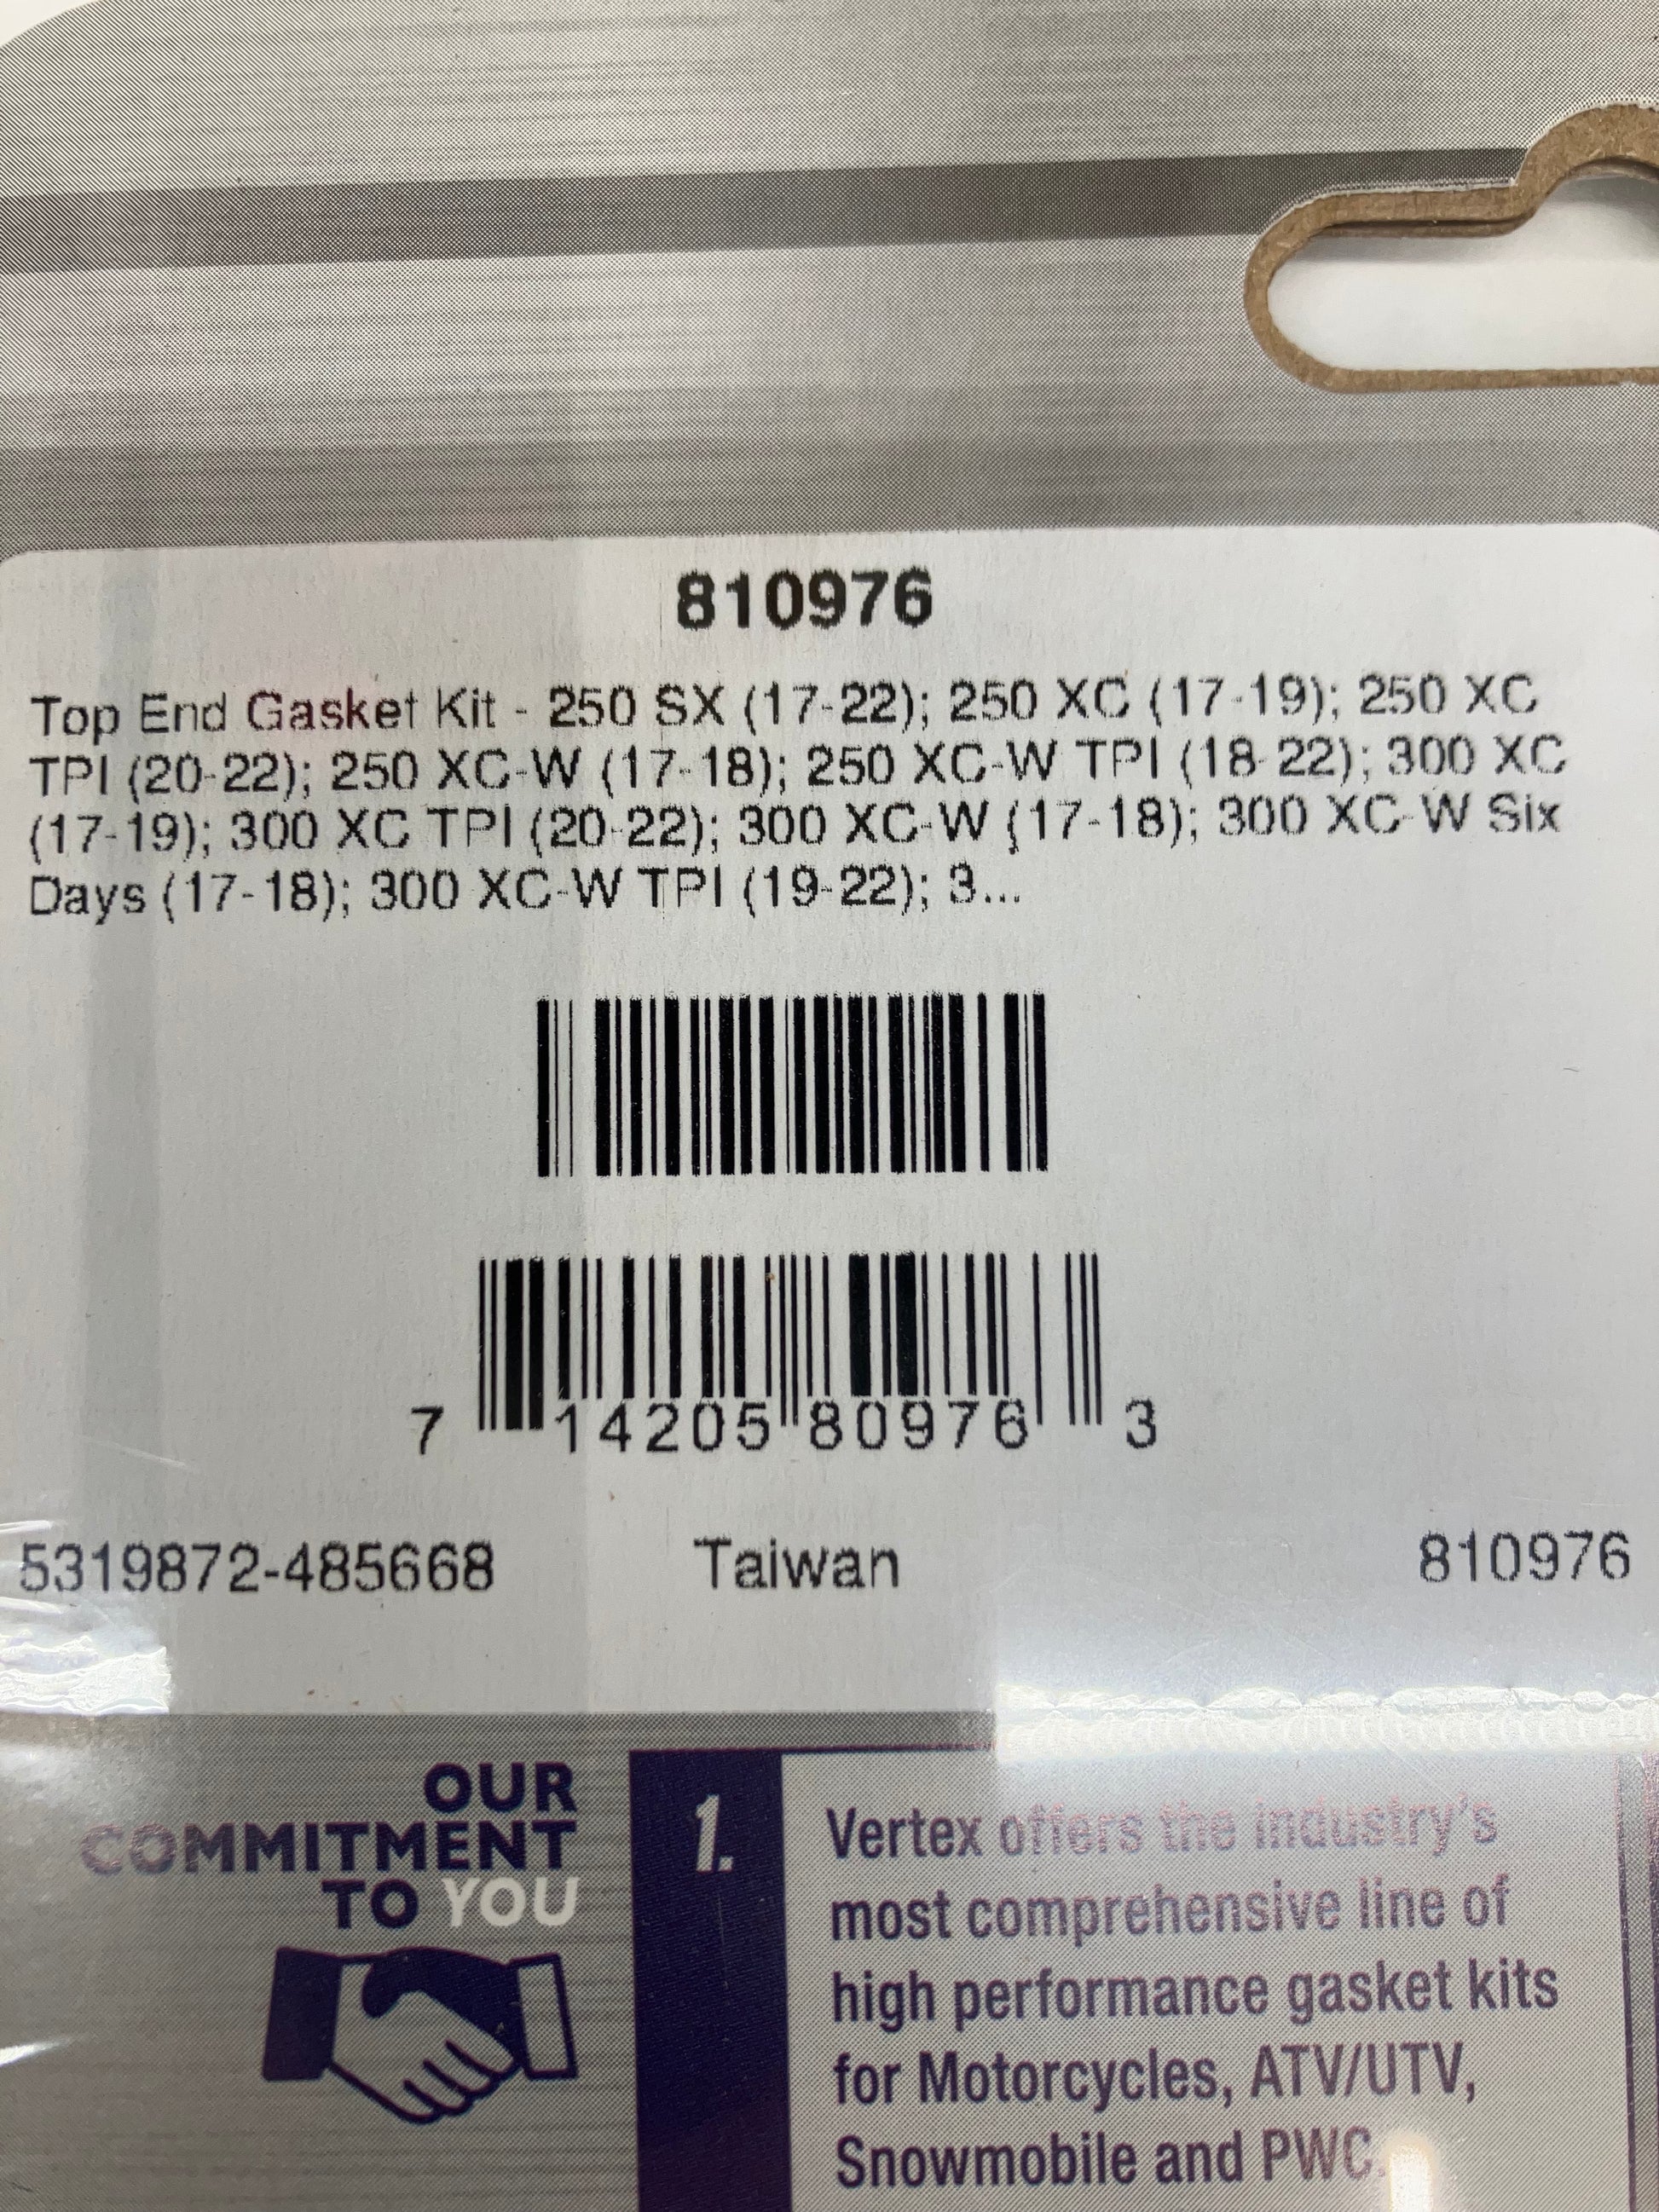 810976
Top End Gasket Kit - 250 SX (17-22); 250 XC (17-19); 250 XC
TPI (20-22); 250 XC-W (17-18); 250 XC-W TPI (18-22); 300 XC
(17-19); 300 XC TPI (20-22); 300 XC-W (17-18); 300 XC-W Six
Days (17-18); 300 XC-W TPI (19-22); 3...
7 14205 80976 3
5319872-485668 Taiwan 810976
OUR
COMMITMENT
TO YOU
1.
Vertex offers the industry's
most comprehensive line of
high performance gasket kits
for Motorcycles, ATV/UTV,
Snowmobile and PWC.